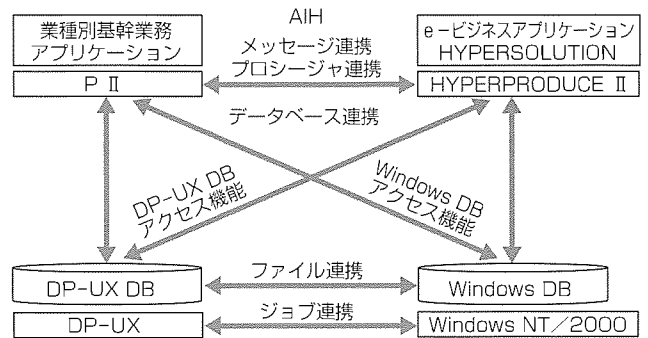 AIH
業種別基幹業務
アプリケーション
PⅡ
メッセージ連携
プロシージャ連携
e－ビジネスアプリケーション
HYPERSOLUTION
HYPERPRODUCE Ⅱ
データベース連携
DP-UX DB
アクセス機能
Windows DB
アクセス機能
DP-UX DB
ファイル連携
Windows DB
DP-UX
ジョブ連携
Windows NT／2000